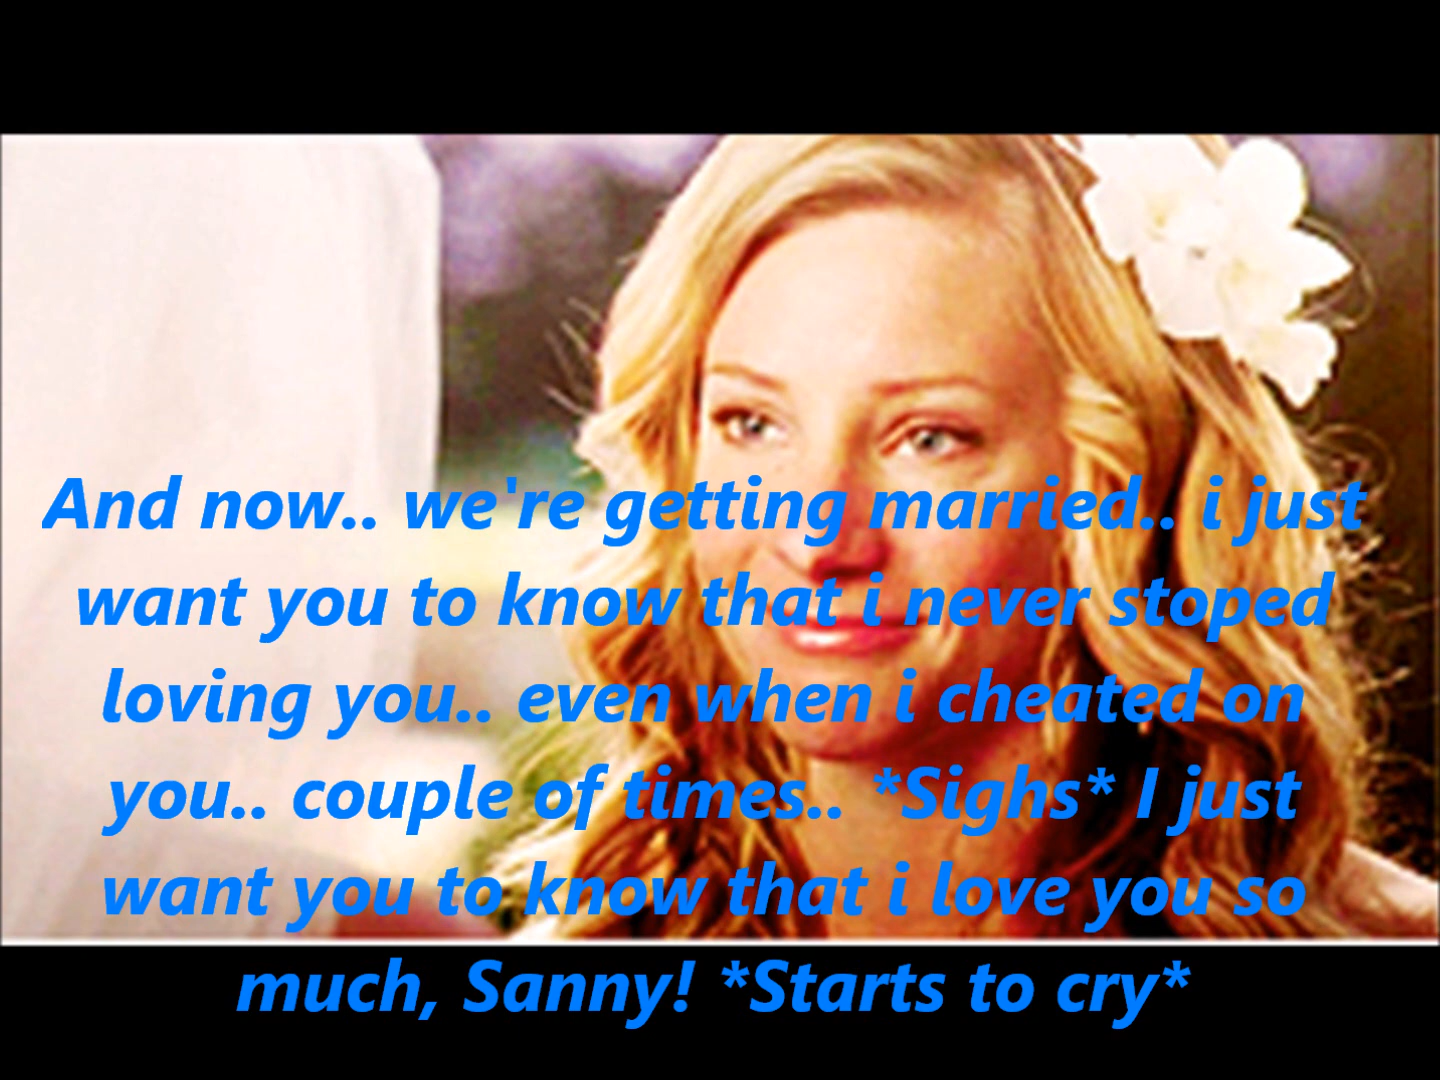 And now.. we're getting married.. i just
want you to know that i never stoped
loving you.. even when i cheated on
you.. couple of times.. *Sighs* I just
want you to know that i love you so
much, Sanny! *Starts to cry*